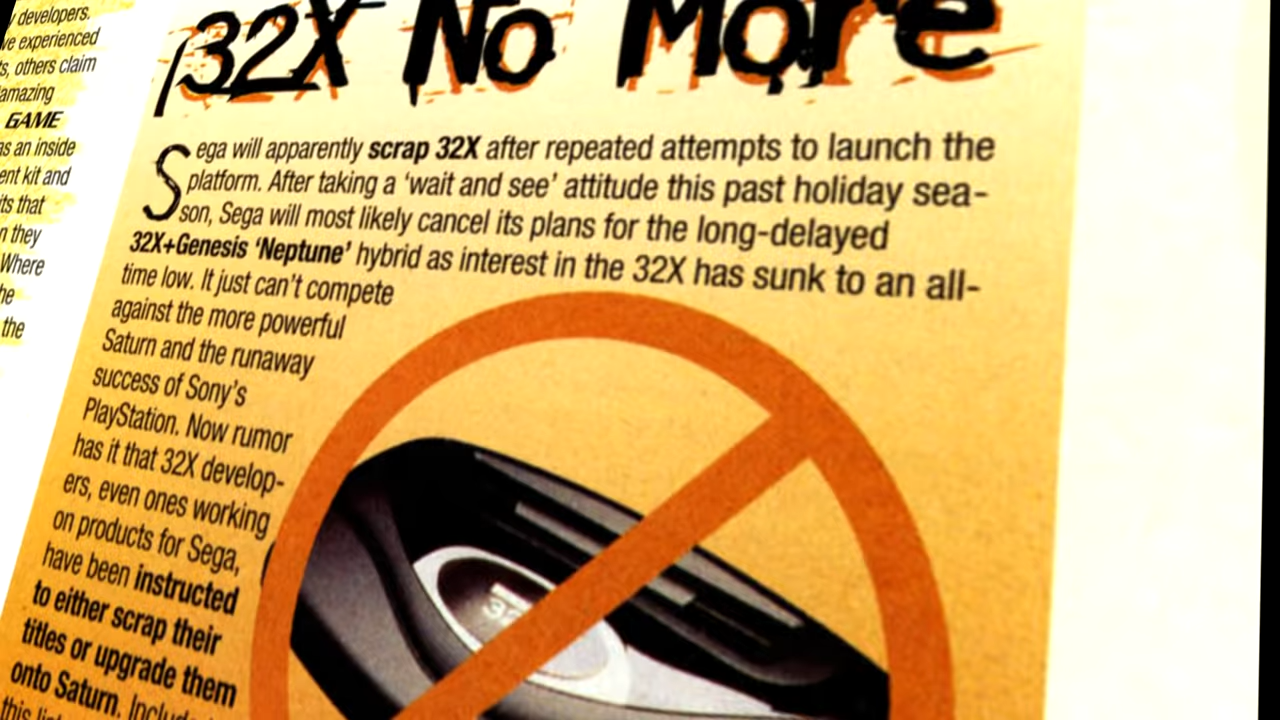 developers.
experienced
others claim
amazing
GAME
as an inside
kit and
its that
they
Where
the
32X No More
Sega will apparently scrap 32X after repeated attempts to launch the
platform. After taking a ‘wait and see’ attitude this past holiday sea-
son, Sega will most likely cancel its plans for the long-delayed
32X+Genesis ‘Neptune’ hybrid as interest in the 32X has sunk to an all-
time low. It just can’t compete
against the more powerful
Saturn and the runaway
success of Sony’s
PlayStation. Now rumor
has it that 32X develop-
ers, even ones working
on products for Sega,
have been instructed
to either scrap their
titles or upgrade them
onto Saturn.
this